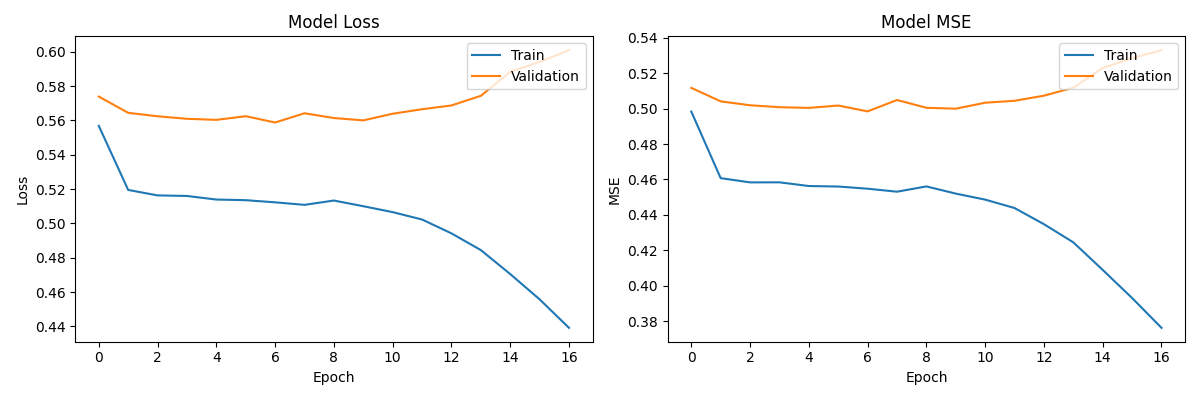 Model Loss
Train
Validation
0.60
0.58
0.56
0.54
0.52
0.50
0.48
0.46
0.44
Loss
0 2 4 6 8 10 12 14 16
Epoch
Model MSE
Train
Validation
0.54
0.52
0.50
0.48
0.46
0.44
0.42
0.40
0.38
MSE
0 2 4 6 8 10 12 14 16
Epoch